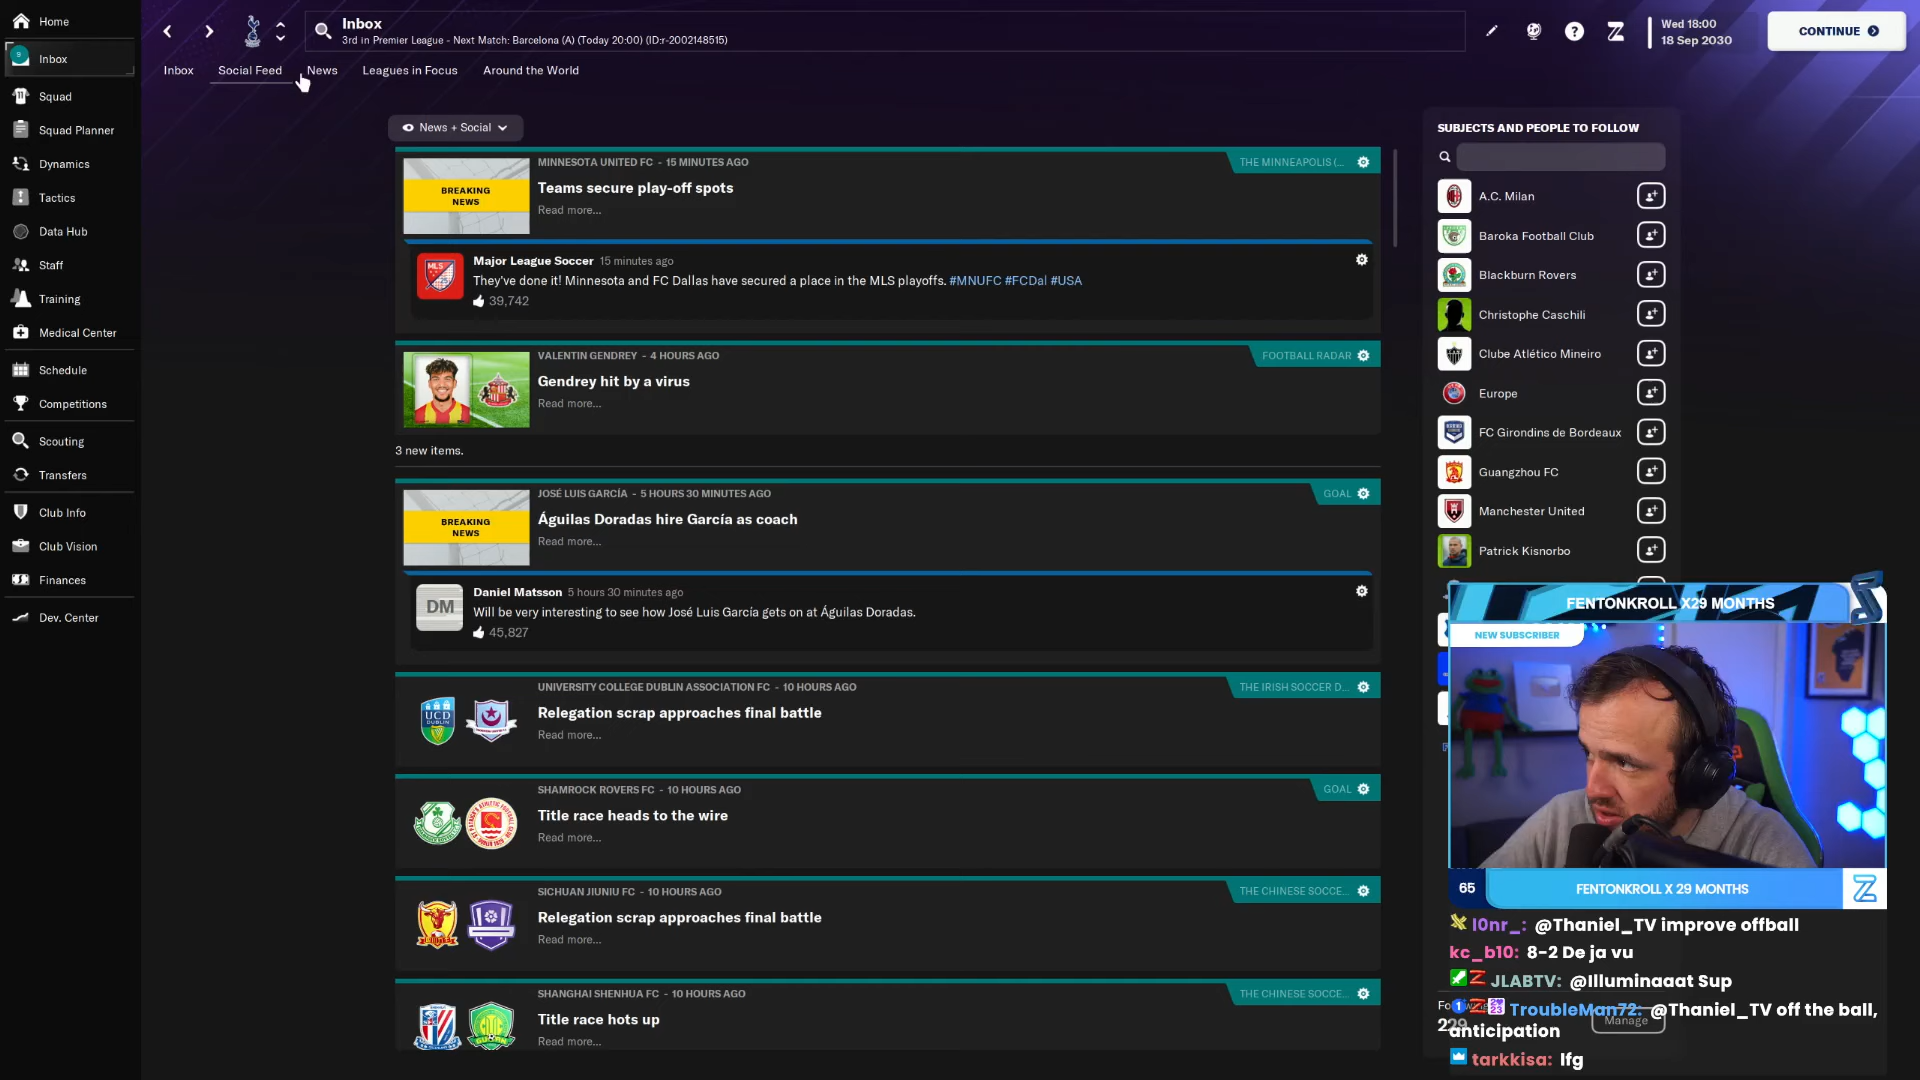 Home
Inbox
3rd in Premier League - Next Match: Barcelona (A) (Today 20:00) (ID:r-2002148515)
Wed 18:00
18 Sep 2030
CONTINUE
9
Inbox
Inbox
Social Feed
News
Leagues in Focus
Around the World
Squad
Squad Planner
Dynamics
Tactics
Data Hub
Staff
Training
Medical Center
Schedule
Competitions
Scouting
Transfers
Club Info
Club Vision
Finances
Dev. Center
News + Social
MINNESOTA UNITED FC - 15 MINUTES AGO
THE MINNEAPOLIS (...
BREAKING
NEWS
Teams secure play-off spots
Read more...
Major League Soccer 15 minutes ago
They've done it! Minnesota and FC Dallas have secured a place in the MLS playoffs. #MNUFC #FCDal #USA
39,742
VALENTIN GENDREY - 4 HOURS AGO
FOOTBALL RADAR
Gendrey hit by a virus
Read more...
3 new items.
JOSÉ LUIS GARCÍA - 5 HOURS 30 MINUTES AGO
GOAL
BREAKING
NEWS
Águilas Doradas hire García as coach
Read more...
DM
Daniel Matsson 5 hours 30 minutes ago
Will be very interesting to see how José Luis García gets on at Águilas Doradas.
45,827
UNIVERSITY COLLEGE DUBLIN ASSOCIATION FC - 10 HOURS AGO
THE IRISH SOCCER D...
UCD
DUBLIN
Relegation scrap approaches final battle
Read more...
SHAMROCK ROVERS FC - 10 HOURS AGO
GOAL
Title race heads to the wire
Read more...
SICHUAN JIUNIU FC - 10 HOURS AGO
THE CHINESE SOCCE...
Relegation scrap approaches final battle
Read more...
SHANGHAI SHENHUA FC - 10 HOURS AGO
THE CHINESE SOCCE...
Title race hots up
Read more...
SUBJECTS AND PEOPLE TO FOLLOW
A.C. Milan
Baroka Football Club
Blackburn Rovers
Christophe Caschili
Clube Atlético Mineiro
Europe
FC Girondins de Bordeaux
Guangzhou FC
Manchester United
Patrick Kisnorbo
FENTONKROLL X29 MONTHS
NEW SUBSCRIBER
65
FENTONKROLL X 29 MONTHS
l0nr_: @Thaniel_TV improve offball
kc_b10: 8-2 De ja vu
JLABTV: @Illuminaaat Sup
TroubleMan72: @Thaniel_TV off the ball,
anticipation
Manage
tarkkisa: lfg